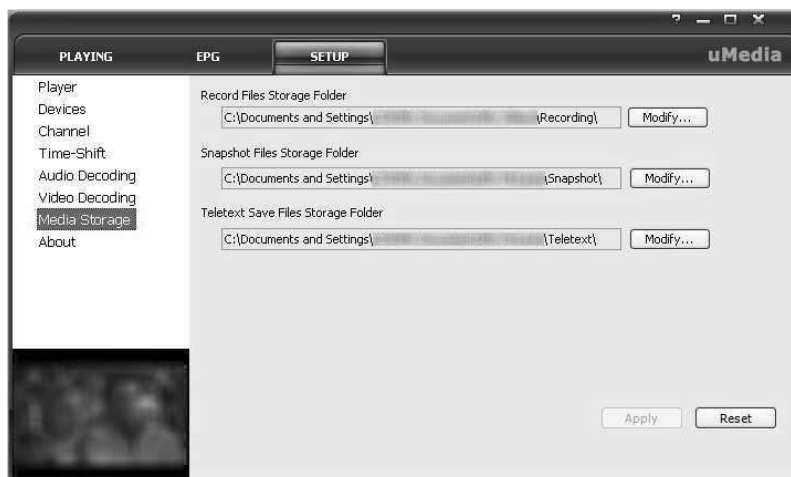 ? — □ X
PLAYING EPG SETUP uMedia
Player
Devices
Channel
Time-Shift
Audio Decoding
Video Decoding
Media Storage
About
Record Files Storage Folder
C:\Documents and Settings\ \Recording\ Modify...
Snapshot Files Storage Folder
C:\Documents and Settings\ \Snapshot\ Modify...
Teletext Save Files Storage Folder
C:\Documents and Settings\ \Teletext\ Modify...
Apply Reset